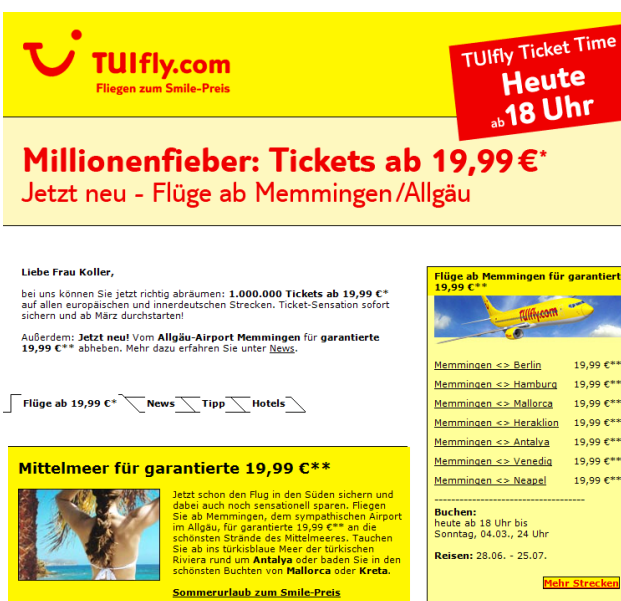 TUIfly.com
Fliegen zum Smile-Preis
TUIfly Ticket Time
Heute
ab 18 Uhr
Millionenfieber: Tickets ab 19,99 €*
Jetzt neu - Flüge ab Memmingen/Allgäu
Liebe Frau Koller,
bei uns können Sie jetzt richtig abräumen: 1.000.000 Tickets ab 19,99 €*
auf allen europäischen und innerdeutschen Strecken. Ticket-Sensation sofort
sichern und ab März durchstarten!
Außerdem: Jetzt neu! Vom Allgäu-Airport Memmingen für garantierte
19,99 €** abheben. Mehr dazu erfahren Sie unter News.
Flüge ab 19,99 €* News Tipp Hotels
Mittelmeer für garantierte 19,99 €**
Jetzt schon den Flug in den Süden sichern und
dabei auch noch sensationell sparen. Fliegen
Sie ab Memmingen, dem sympathischen Airport
im Allgäu, für garantierte 19,99 €** an die
schönsten Strände des Mittelmeeres. Tauchen
Sie ab ins türkisblaue Meer der türkischen
Riviera rund um Antalya oder baden Sie in den
schönsten Buchten von Mallorca oder Kreta.
Sommerurlaub zum Smile-Preis
Flüge ab Memmingen für garantiert
19,99 €**
TUIfly.com
Memmingen <> Berlin 19,99 €**
Memmingen <> Hamburg 19,99 €**
Memmingen <> Mallorca 19,99 €**
Memmingen <> Heraklion 19,99 €**
Memmingen <> Antalya 19,99 €**
Memmingen <> Venedig 19,99 €**
Memmingen <> Neapel 19,99 €**
Buchen:
heute ab 18 Uhr bis
Sonntag, 04.03., 24 Uhr
Reisen: 28.06. - 25.07.
Mehr Strecken